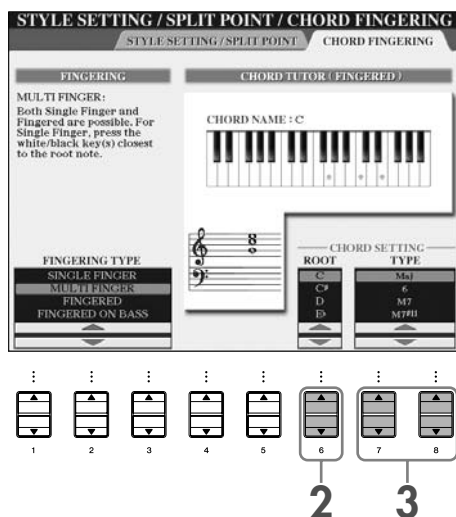 STYLE SETTING / SPLIT POINT / CHORD FINGERING
STYLE SETTING / SPLIT POINT
CHORD FINGERING
FINGERING
MULTI FINGER:
Both Single Finger and
Fingered are possible. For
Single Finger, press the
white/black key(s) closest
to the root note.
FINGERING TYPE
SINGLE FINGER
MULTI FINGER
FINGERED
FINGERED ON BASS
CHORD TUTOR ( FINGERED )
CHORD NAME : C
CHORD SETTING
ROOT
TYPE
C
Maj
C#
6
D
M7
E♭
M7#11
1
2
3
4
5
6
7
8
2
3